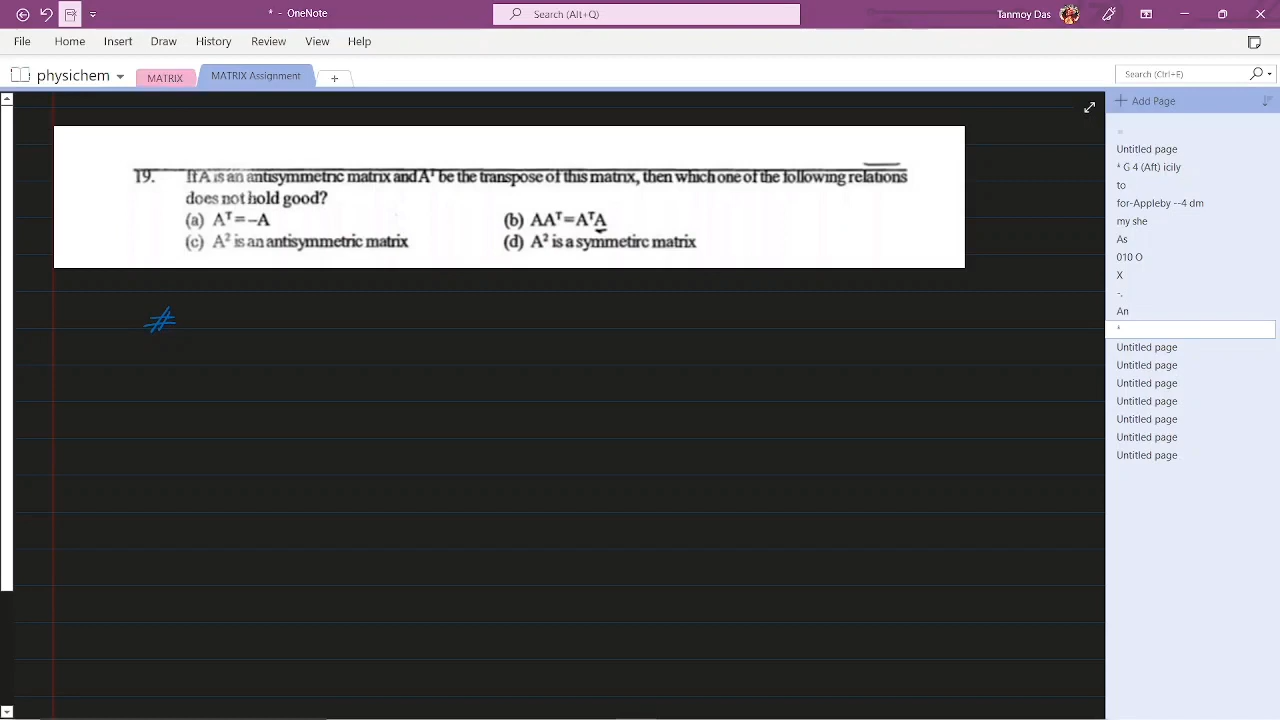 * - OneNote
Search (Alt+Q)
Tanmoy Das
File Home Insert Draw History Review View Help
physichem MATRIX MATRIX Assignment +
Search (Ctrl+E)
+ Add Page
Untitled page
* G 4 (Aft) icily
to
for-Appleby --4 dm
my she
As
010 O
X
-,
An
*
Untitled page
Untitled page
Untitled page
Untitled page
Untitled page
Untitled page
Untitled page
19. If A is an antisymmetric matrix and Aᵀ be the transpose of this matrix, then which one of the following relations
does not hold good?
(a) Aᵀ = –A (b) AAᵀ = AᵀA
(c) A² is an antisymmetric matrix (d) A² is a symmetirc matrix
#